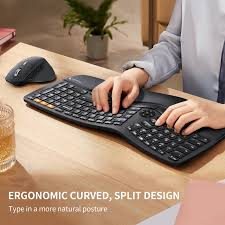 ERGONOMIC CURVED, SPLIT DESIGN
Type in a more natural posture